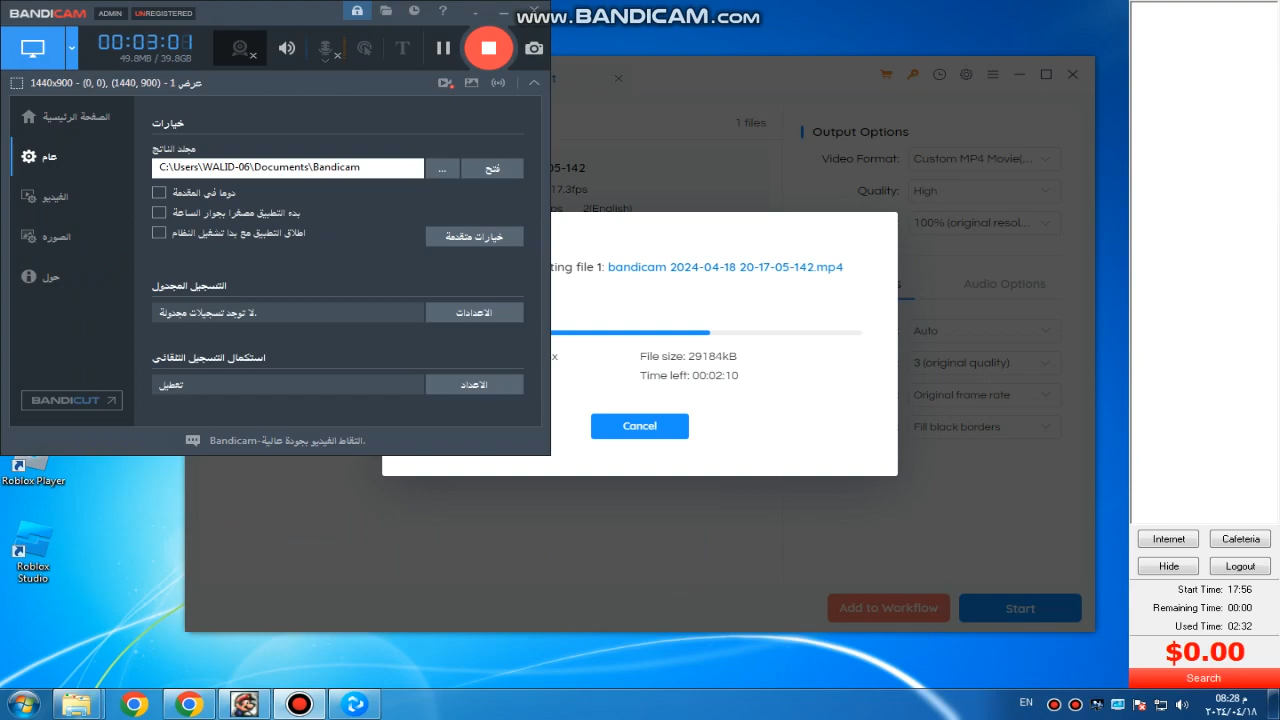 www.BANDICAM.com
BANDICAM ADMIN UNREGISTERED
00:03:01
49.8MB / 39.8GB
1440x900 - (0, 0), (1440, 900) - عرض 1
الصفحة الرئيسية
عام
الفيديو
الصوره
حول
BANDICUT
خيارات
مجلد الناتج
C:\Users\WALID-06\Documents\Bandicam
...
فتح
دوما في المقدمة
بدء التطبيق مصغرا بجوار الساعة
اطلاق التطبيق مع بدا تشغيل النظام
خيارات متقدمة
التسجيل المجدول
لا توجد تسجيلات مجدولة.
الاعدادات
استكمال التسجيل التلقائي
تعطيل
الاعداد
Bandicam-التقاط الفيديو بجودة عالية.
1 files
05-142
17.3fps
2(English)
Output Options
Video Format: Custom MP4 Movie(,...
Quality: High
100% (original resol...
Audio Options
Auto
3 (original quality)
Original frame rate
Fill black borders
ting file 1: bandicam 2024-04-18 20-17-05-142.mp4
File size: 29184kB
Time left: 00:02:10
Cancel
Add to Workflow
Start
Roblox Player
Roblox
Studio
Internet
Cafeteria
Hide
Logout
Start Time: 17:56
Remaining Time: 00:00
Used Time: 02:32
$0.00
Search
EN
08:28 م
٢٠٢٤/٠٤/١٨